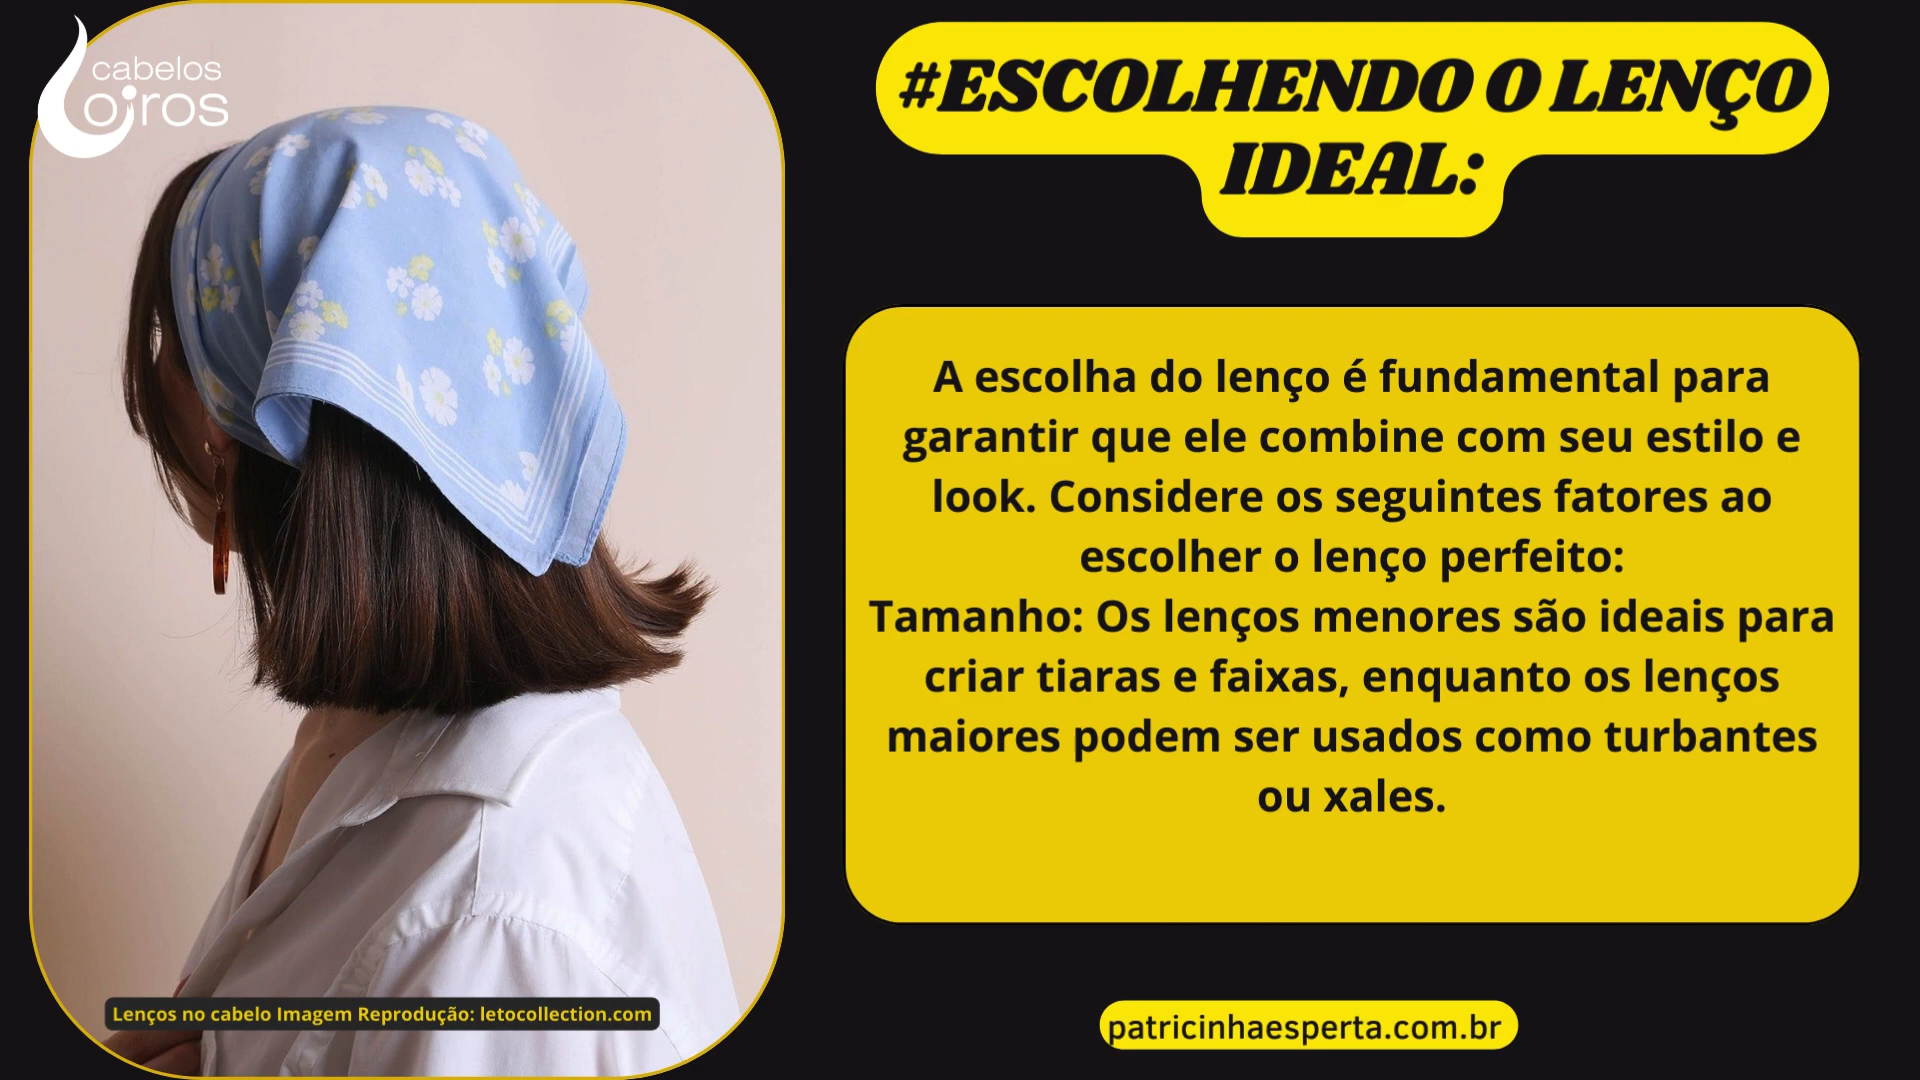 cabelos
oiros
#ESCOLHENDO O LENÇO
IDEAL:
A escolha do lenço é fundamental para
garantir que ele combine com seu estilo e
look. Considere os seguintes fatores ao
escolher o lenço perfeito:
Tamanho: Os lenços menores são ideais para
criar tiaras e faixas, enquanto os lenços
maiores podem ser usados como turbantes
ou xales.
Lenços no cabelo Imagem Reprodução: letocollection.com
patricinhaesperta.com.br